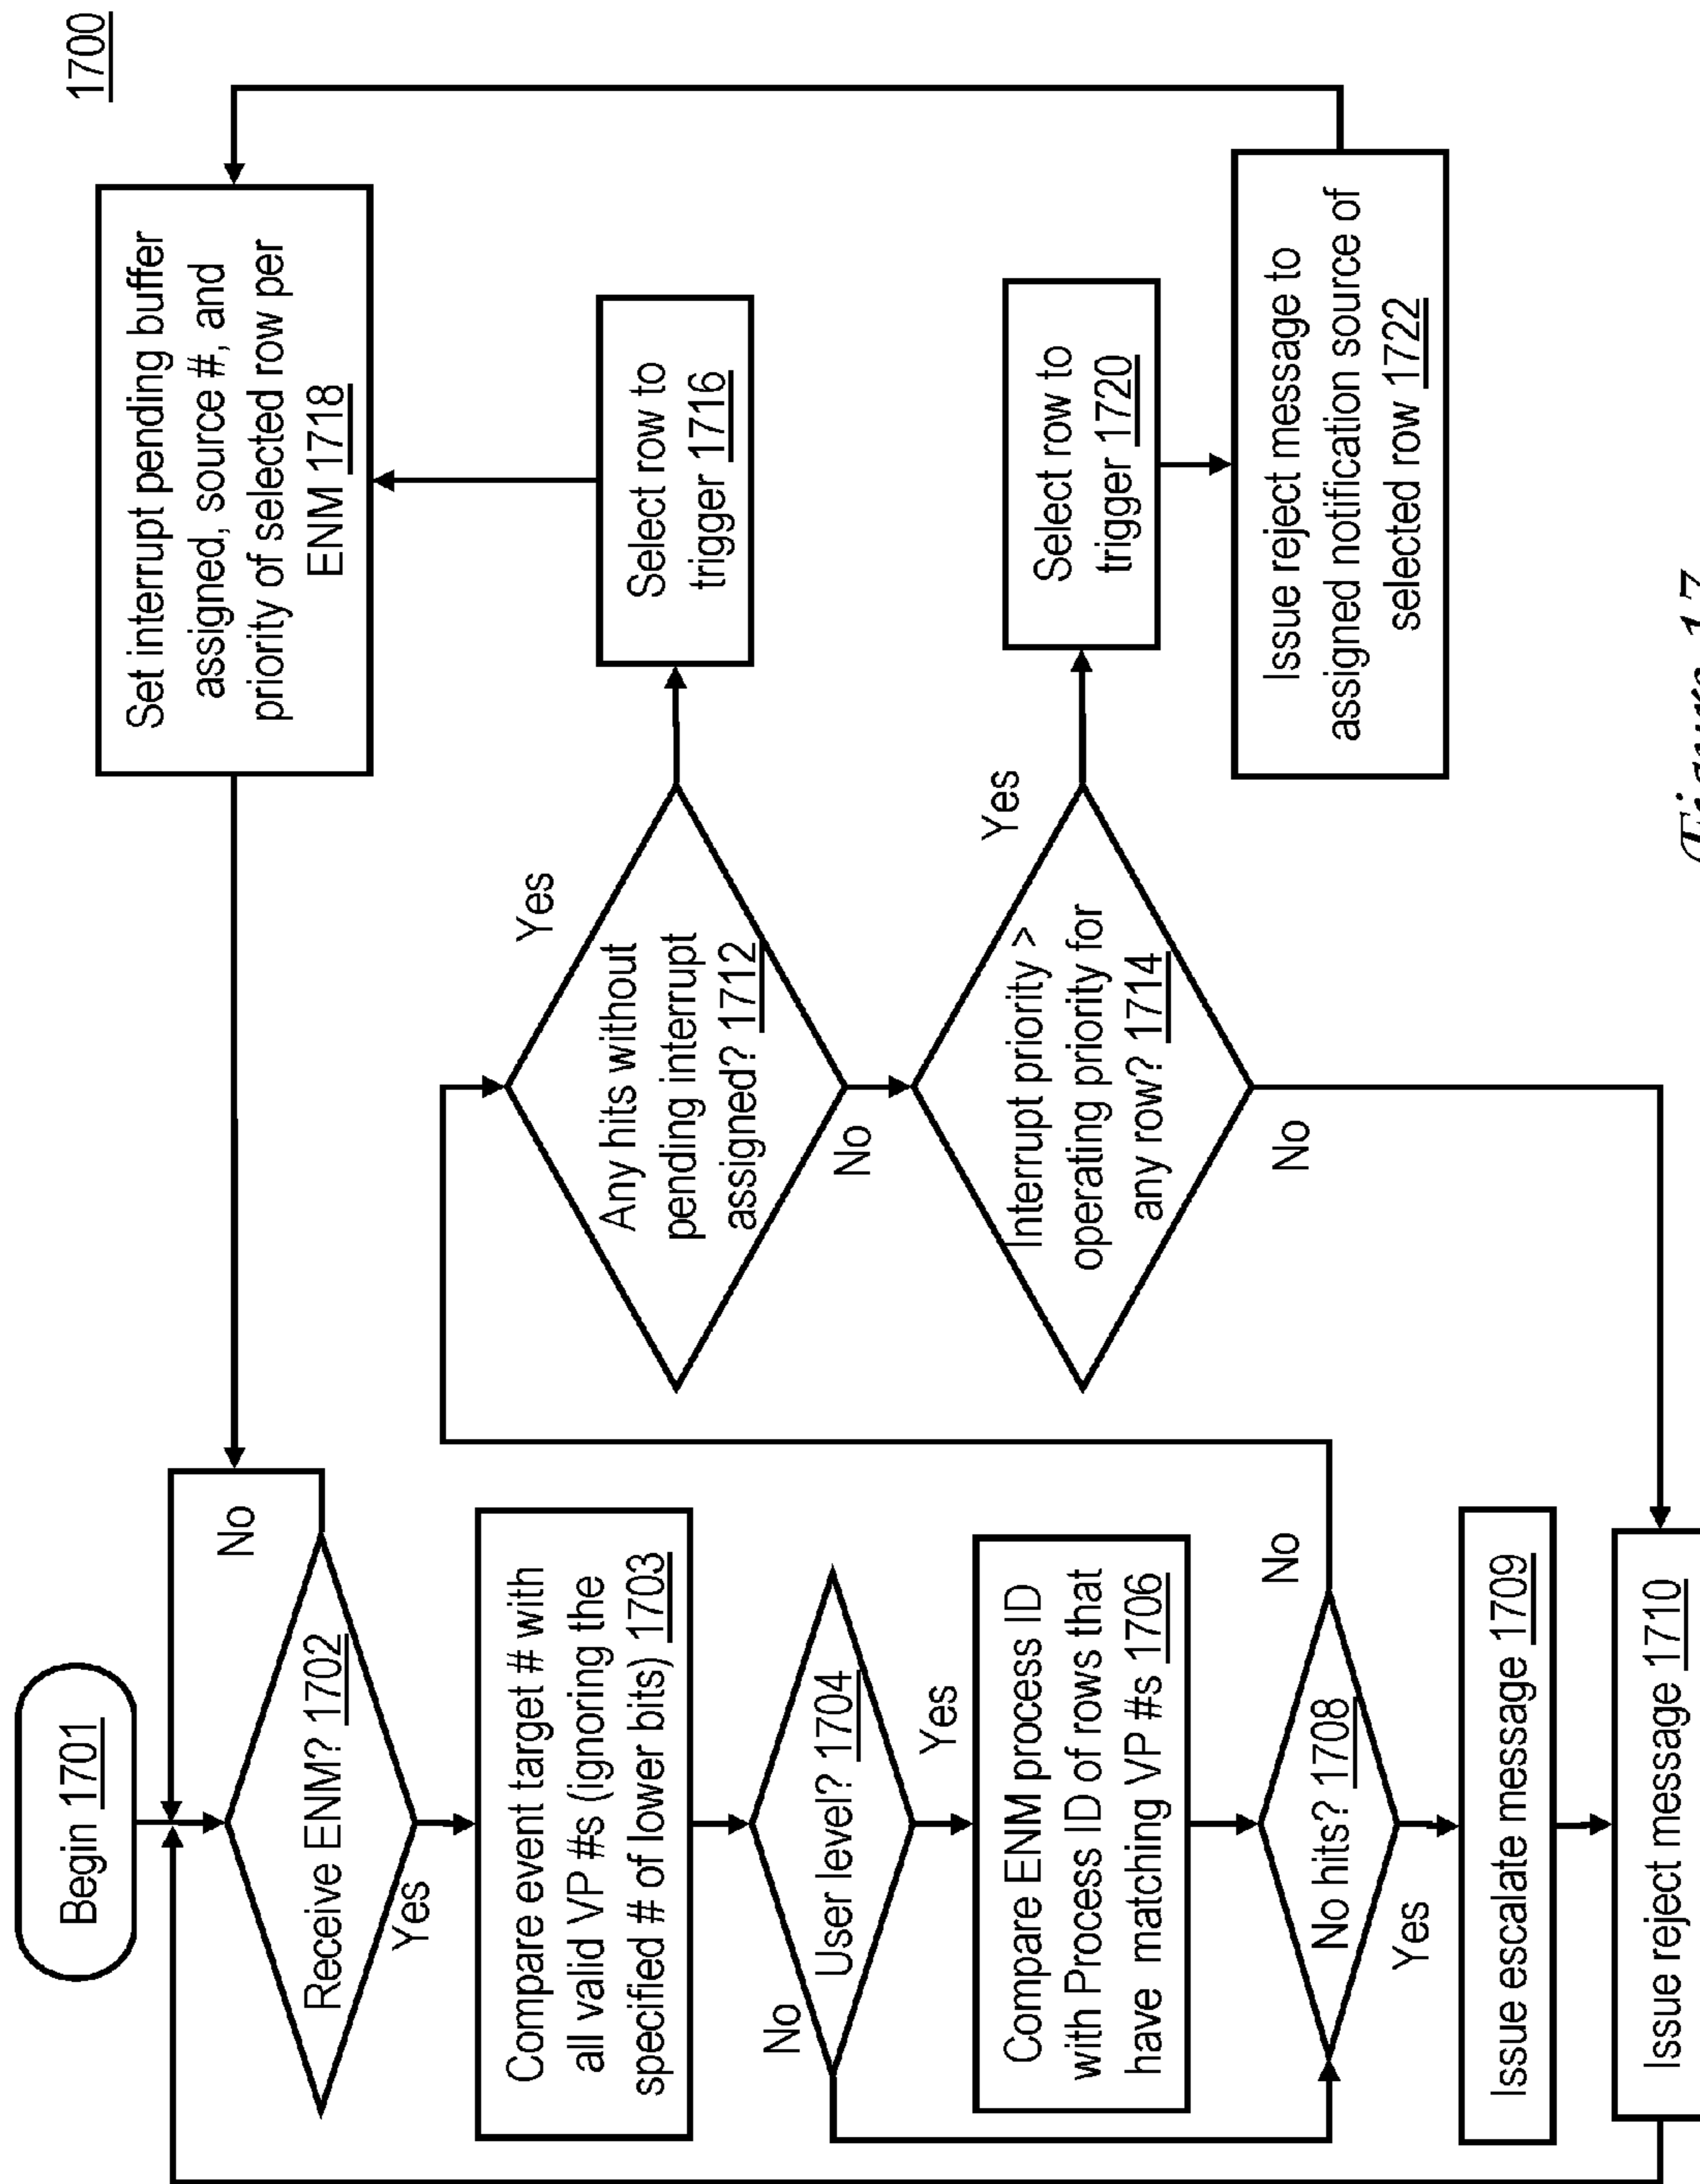 1700
Begin 1701
Receive ENM? 1702
No
Yes
Compare event target # with
all valid VP #s (ignoring the
specified # of lower bits) 1703
User level? 1704
No
Yes
Compare ENM process ID
with Process ID of rows that
have matching VP #s 1706
No hits? 1708
No
Yes
Issue escalate message 1709
Issue reject message 1710
Any hits without
pending interrupt
assigned? 1712
Yes
No
Interrupt priority >
operating priority for
any row? 1714
Yes
No
Select row to
trigger 1716
Set interrupt pending buffer
assigned, source #, and
priority of selected row per
ENM 1718
Select row to
trigger 1720
Issue reject message to
assigned notification source of
selected row 1722
Figure 17